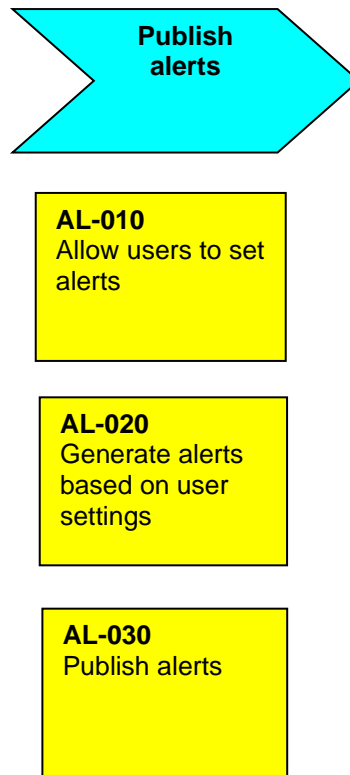 Publish
alerts
AL-010
Allow users to set
alerts
AL-020
Generate alerts
based on user
settings
AL-030
Publish alerts